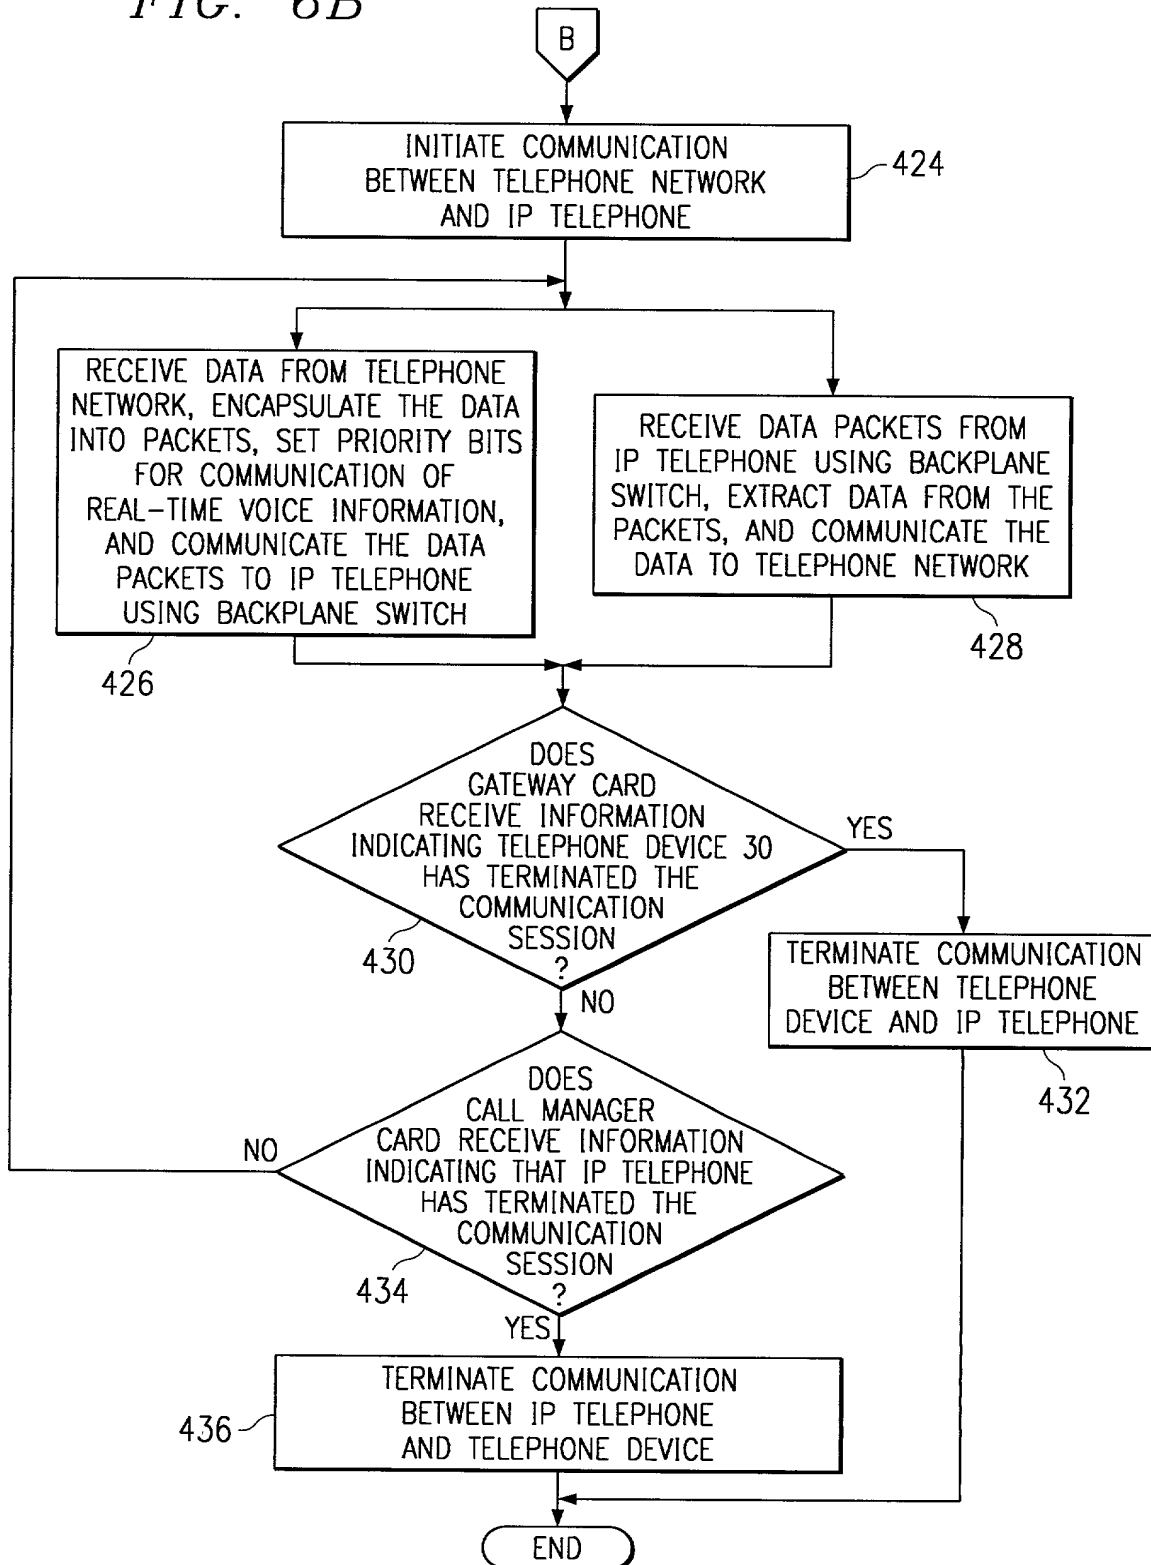 FIG. 6B
B
INITIATE COMMUNICATION
BETWEEN TELEPHONE NETWORK
AND IP TELEPHONE
424
RECEIVE DATA FROM TELEPHONE
NETWORK, ENCAPSULATE THE DATA
INTO PACKETS, SET PRIORITY BITS
FOR COMMUNICATION OF
REAL-TIME VOICE INFORMATION,
AND COMMUNICATE THE DATA
PACKETS TO IP TELEPHONE
USING BACKPLANE SWITCH
426
RECEIVE DATA PACKETS FROM
IP TELEPHONE USING BACKPLANE
SWITCH, EXTRACT DATA FROM THE
PACKETS, AND COMMUNICATE THE
DATA TO TELEPHONE NETWORK
428
DOES
GATEWAY CARD
RECEIVE INFORMATION
INDICATING TELEPHONE DEVICE 30
HAS TERMINATED THE
COMMUNICATION
SESSION
?
430
YES
NO
TERMINATE COMMUNICATION
BETWEEN TELEPHONE
DEVICE AND IP TELEPHONE
432
DOES
CALL MANAGER
CARD RECEIVE INFORMATION
INDICATING THAT IP TELEPHONE
HAS TERMINATED THE
COMMUNICATION
SESSION
?
434
NO
YES
TERMINATE COMMUNICATION
BETWEEN IP TELEPHONE
AND TELEPHONE DEVICE
436
END